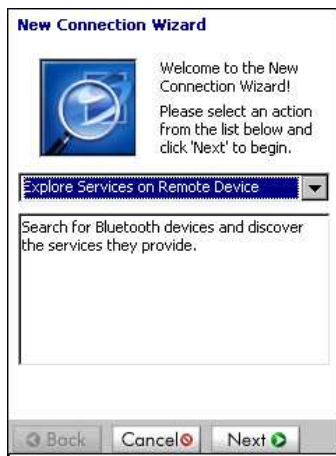 New Connection Wizard
Welcome to the New
Connection Wizard!
Please select an action
from the list below and
click 'Next' to begin.
Explore Services on Remote Device
Search for Bluetooth devices and discover
the services they provide.
Back
Cancel
Next